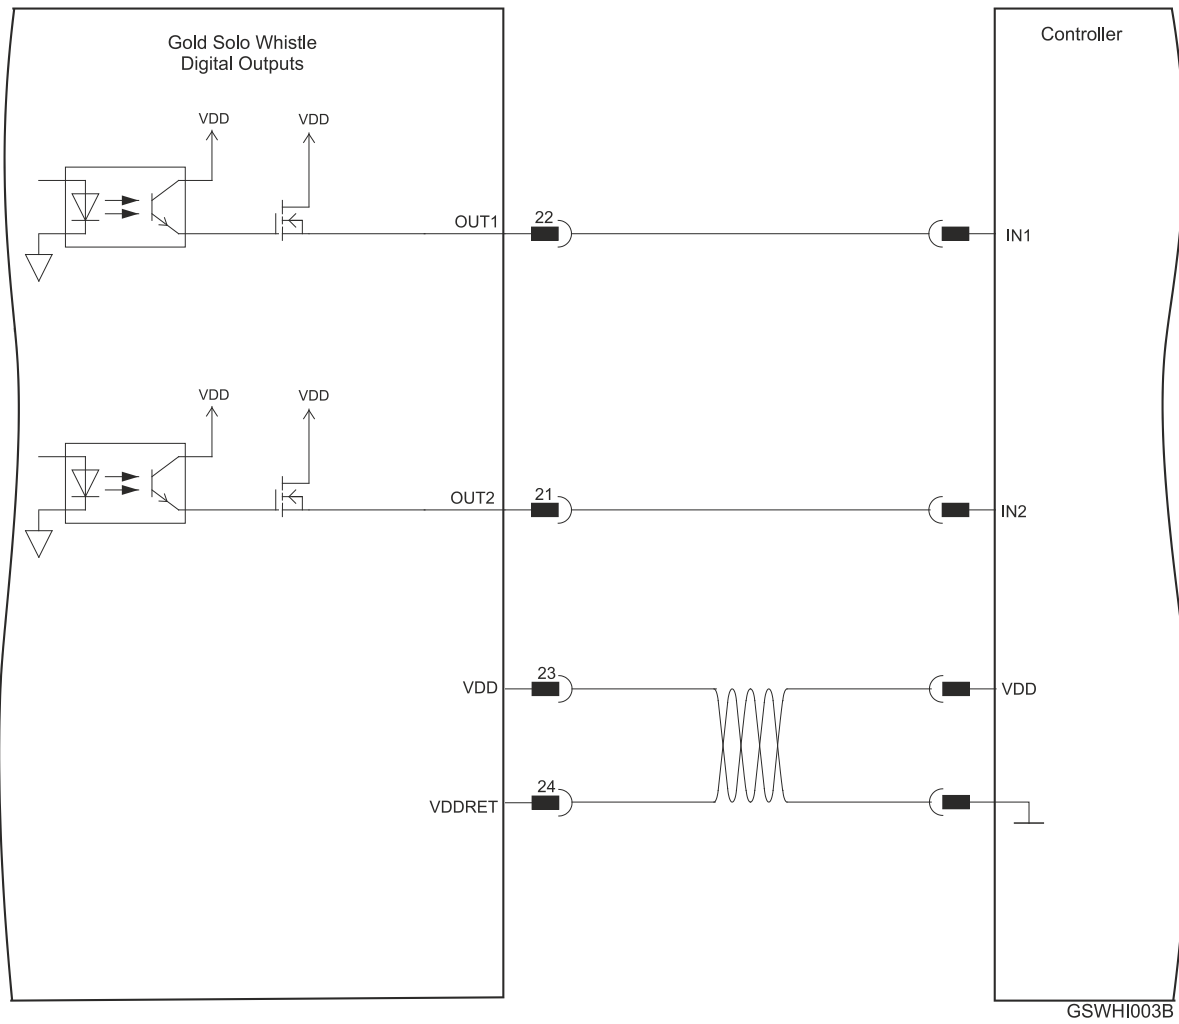 Gold Solo Whistle
Digital Outputs
Controller
VDD
VDD
OUT1
22
IN1
VDD
VDD
OUT2
21
IN2
VDD
23
VDD
VDDRET
24
GSWHI003B